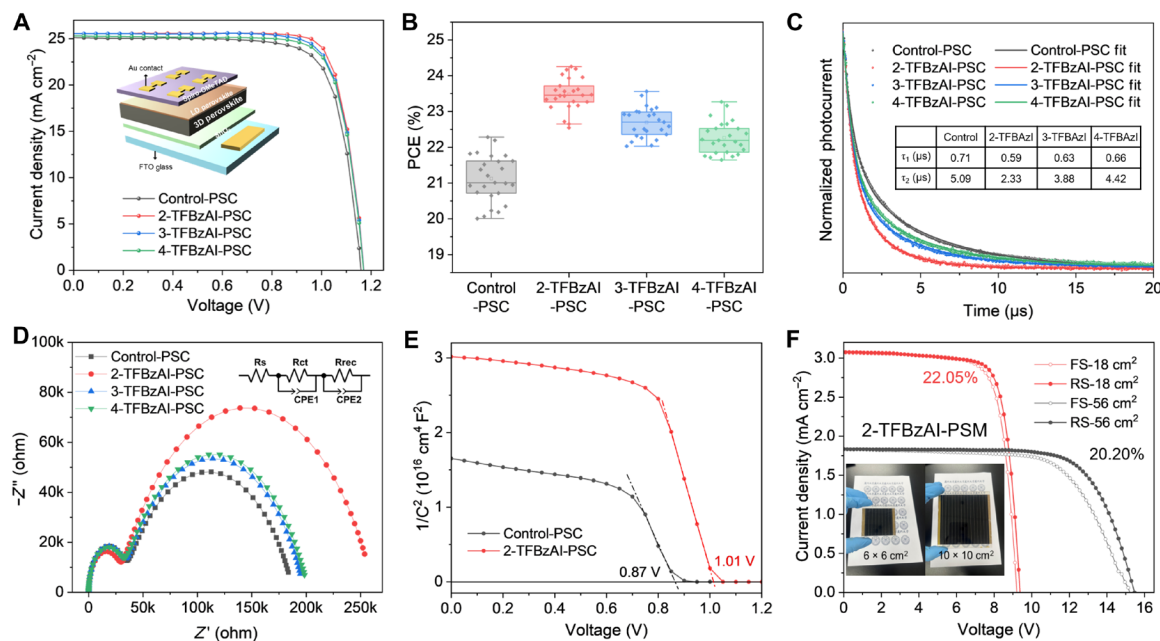 A
Current density (mA cm⁻²)
30
25
20
15
10
5
0
Au contact
Spiro-OMeTAD
LD perovskite
3D perovskite
FTO glass
Control-PSC
2-TFBzAI-PSC
3-TFBzAI-PSC
4-TFBzAI-PSC
0.0 0.2 0.4 0.6 0.8 1.0 1.2
Voltage (V)
B
PCE (%)
25
24
23
22
21
20
19
Control
-PSC
2-TFBzAI
-PSC
3-TFBzAI
-PSC
4-TFBzAI
-PSC
C
Normalized photocurrent
Control-PSC Control-PSC fit
2-TFBzAI-PSC 2-TFBzAI-PSC fit
3-TFBzAI-PSC 3-TFBzAI-PSC fit
4-TFBzAI-PSC 4-TFBzAI-PSC fit
Control 2-TFBAzI 3-TFBAzI 4-TFBAzI
τ₁ (µs) 0.71 0.59 0.63 0.66
τ₂ (µs) 5.09 2.33 3.88 4.42
0 5 10 15 20
Time (µs)
D
-Z″ (ohm)
100k
80k
60k
40k
20k
0
Control-PSC
2-TFBzAI-PSC
3-TFBzAI-PSC
4-TFBzAI-PSC
Rs Rct Rrec
CPE1 CPE2
0 50k 100k 150k 200k 250k
Z′ (ohm)
E
1/C² (10¹⁶ cm⁴ F²)
3
2
1
0
Control-PSC
2-TFBzAI-PSC
0.87 V
1.01 V
0.0 0.2 0.4 0.6 0.8 1.0 1.2
Voltage (V)
F
Current density (mA cm⁻²)
3.0
2.5
2.0
1.5
1.0
0.5
0.0
22.05%
FS-18 cm²
RS-18 cm²
FS-56 cm²
RS-56 cm²
2-TFBzAI-PSM
20.20%
6 × 6 cm²
10 × 10 cm²
0 2 4 6 8 10 12 14 16
Voltage (V)